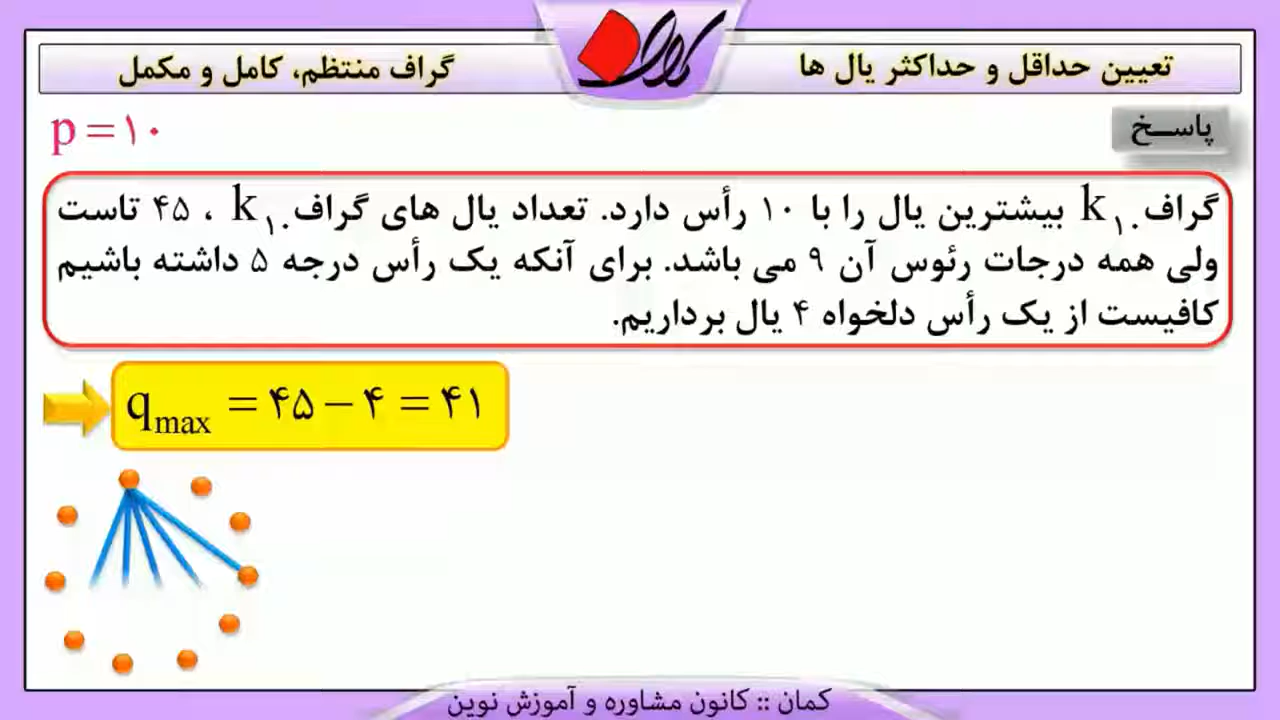 تعیین حداقل و حداکثر یال ها
گراف منتظم، کامل و مکمل
کمان
پاسخ
p = ۱۰
گراف k۱۰ بیشترین یال را با ۱۰ رأس دارد. تعداد یال های گراف k۱۰ ، ۴۵ تاست
ولی همه درجات رئوس آن ۹ می باشد. برای آنکه یک رأس درجه ۵ داشته باشیم
کافیست از یک رأس دلخواه ۴ یال برداریم.
qmax = ۴۵ − ۴ = ۴۱
کمان :: کانون مشاوره و آموزش نوین